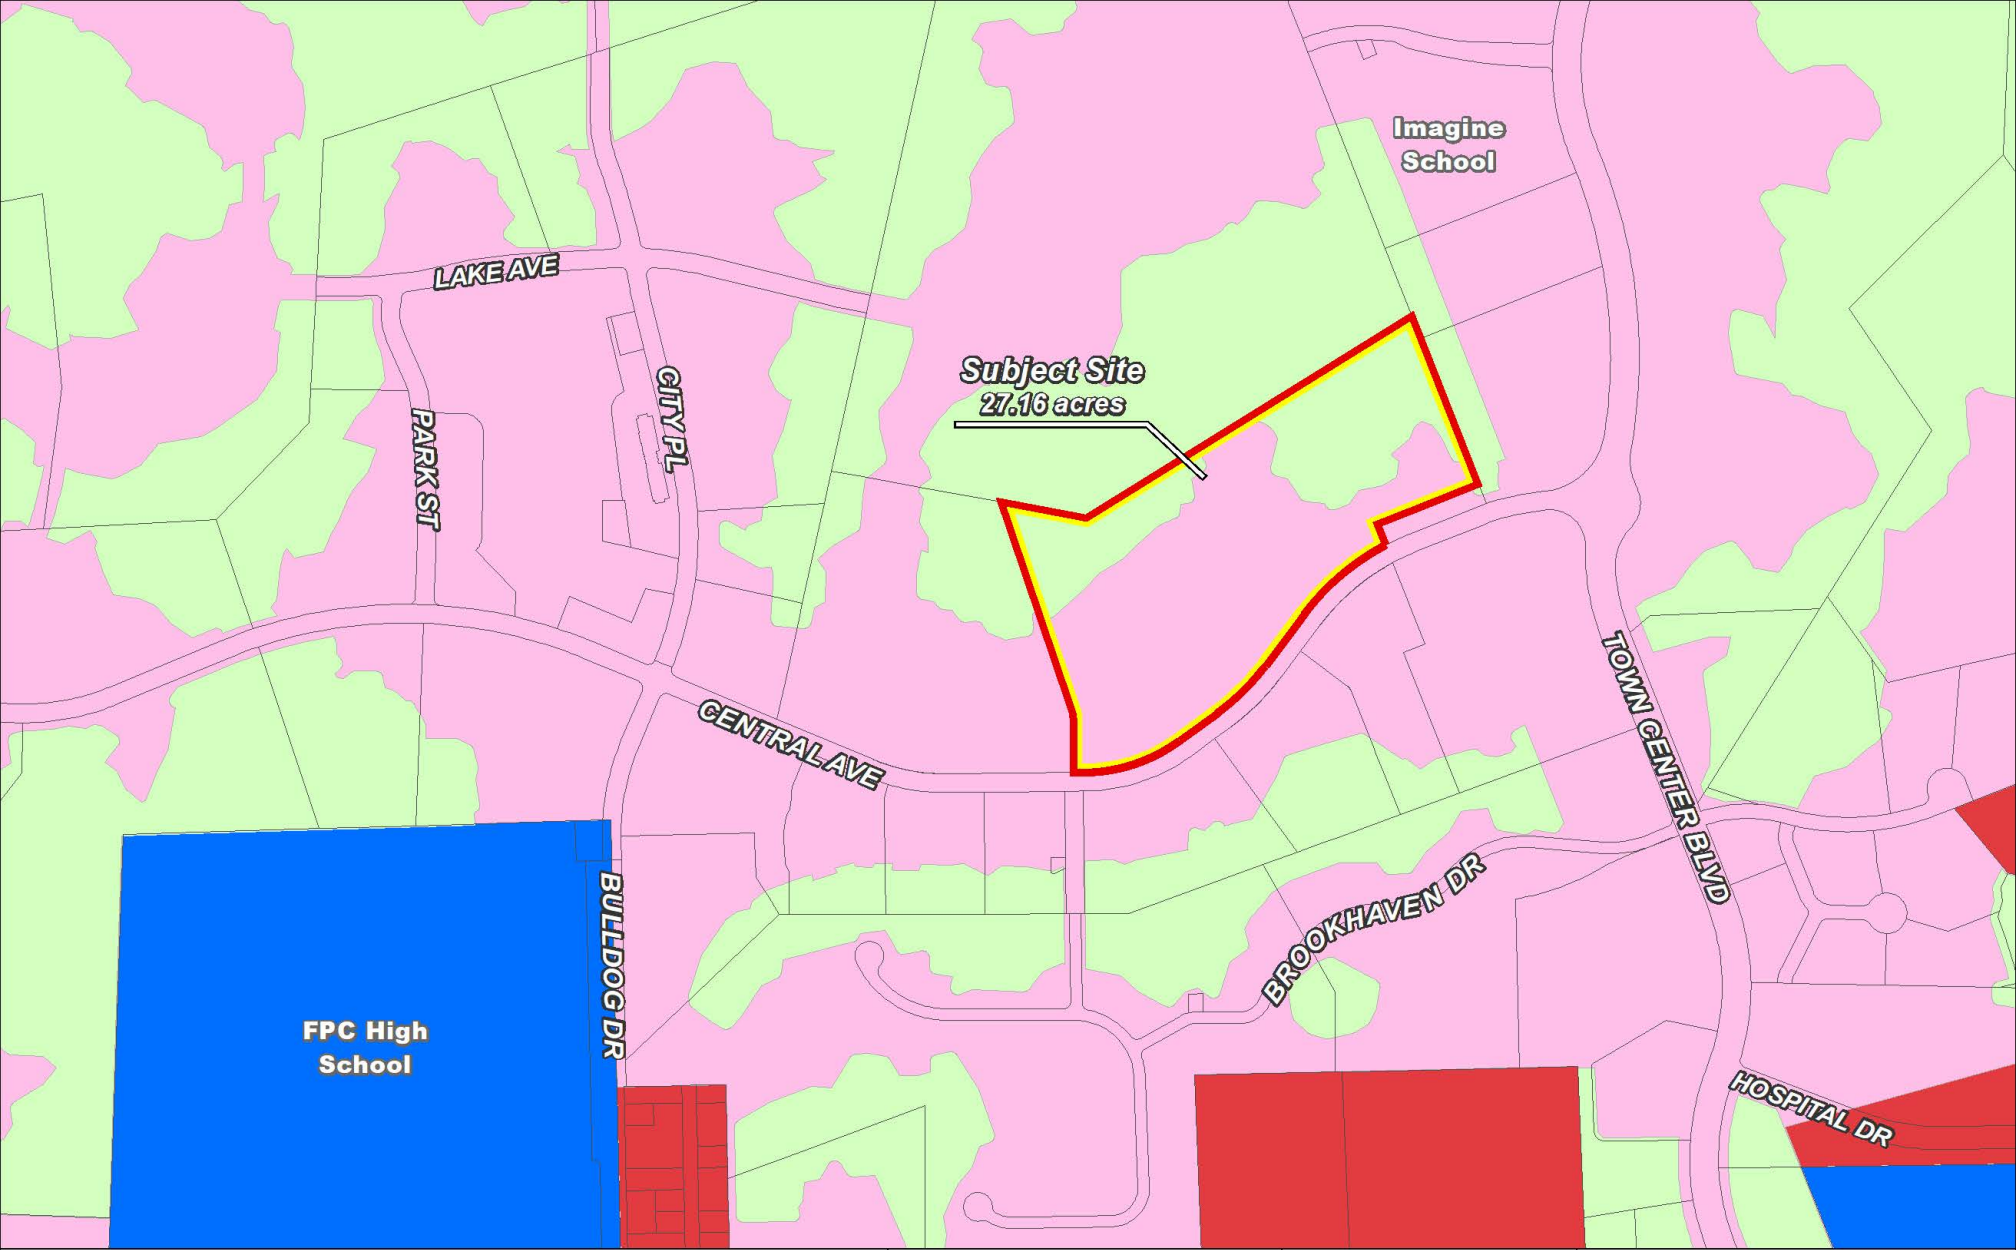 Imagine
School
LAKE AVE
Subject Site
27.16 acres
CITY PL
PARK ST
TOWN CENTER BLVD
CENTRAL AVE
BROOKHAVEN DR
BULLDOG DR
FPC High
School
HOSPITAL DR